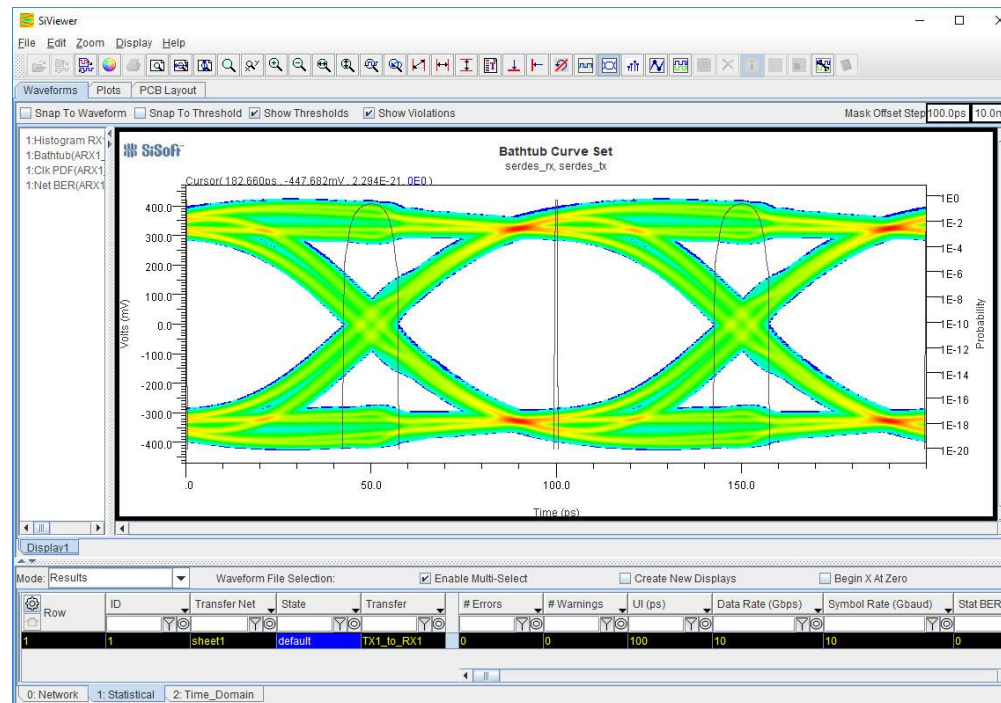 SiViewer
File Edit Zoom Display Help
Waveforms Plots PCB Layout
Snap To Waveform Snap To Threshold Show Thresholds Show Violations Mask Offset Step 100.0ps
1:Histogram RX
1:Bathtub(ARX1_
1:Clk PDF(ARX1
1:Net BER(ARX1
SiSoft
Bathtub Curve Set
serdes_rx, serdes_tx
Cursor( 182.660ps , -447.682mV , 2.294E-21, 0E0 )
400.0
300.0
200.0
100.0
0.0
-100.0
-200.0
-300.0
-400.0
Volts (mV)
1E0
1E-2
1E-4
1E-6
1E-8
1E-10
1E-12
1E-14
1E-16
1E-18
1E-20
Probability
.0 50.0 100.0 150.0
Time (ps)
Display1
Mode: Results Waveform File Selection: Enable Multi-Select Create New Displays Begin X At Zero
Row ID Transfer Net State Transfer # Errors # Warnings UI (ps) Data Rate (Gbps) Symbol Rate (Gbaud) Stat BER
1 1 sheet1 default TX1_to_RX1 0 0 100 10 10 0
0: Network 1: Statistical 2: Time_Domain